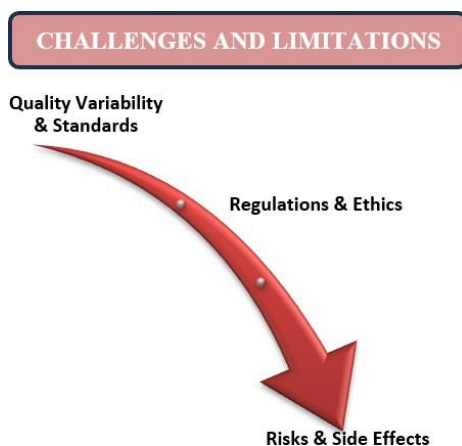 CHALLENGES AND LIMITATIONS
Quality Variability
& Standards
Regulations & Ethics
Risks & Side Effects